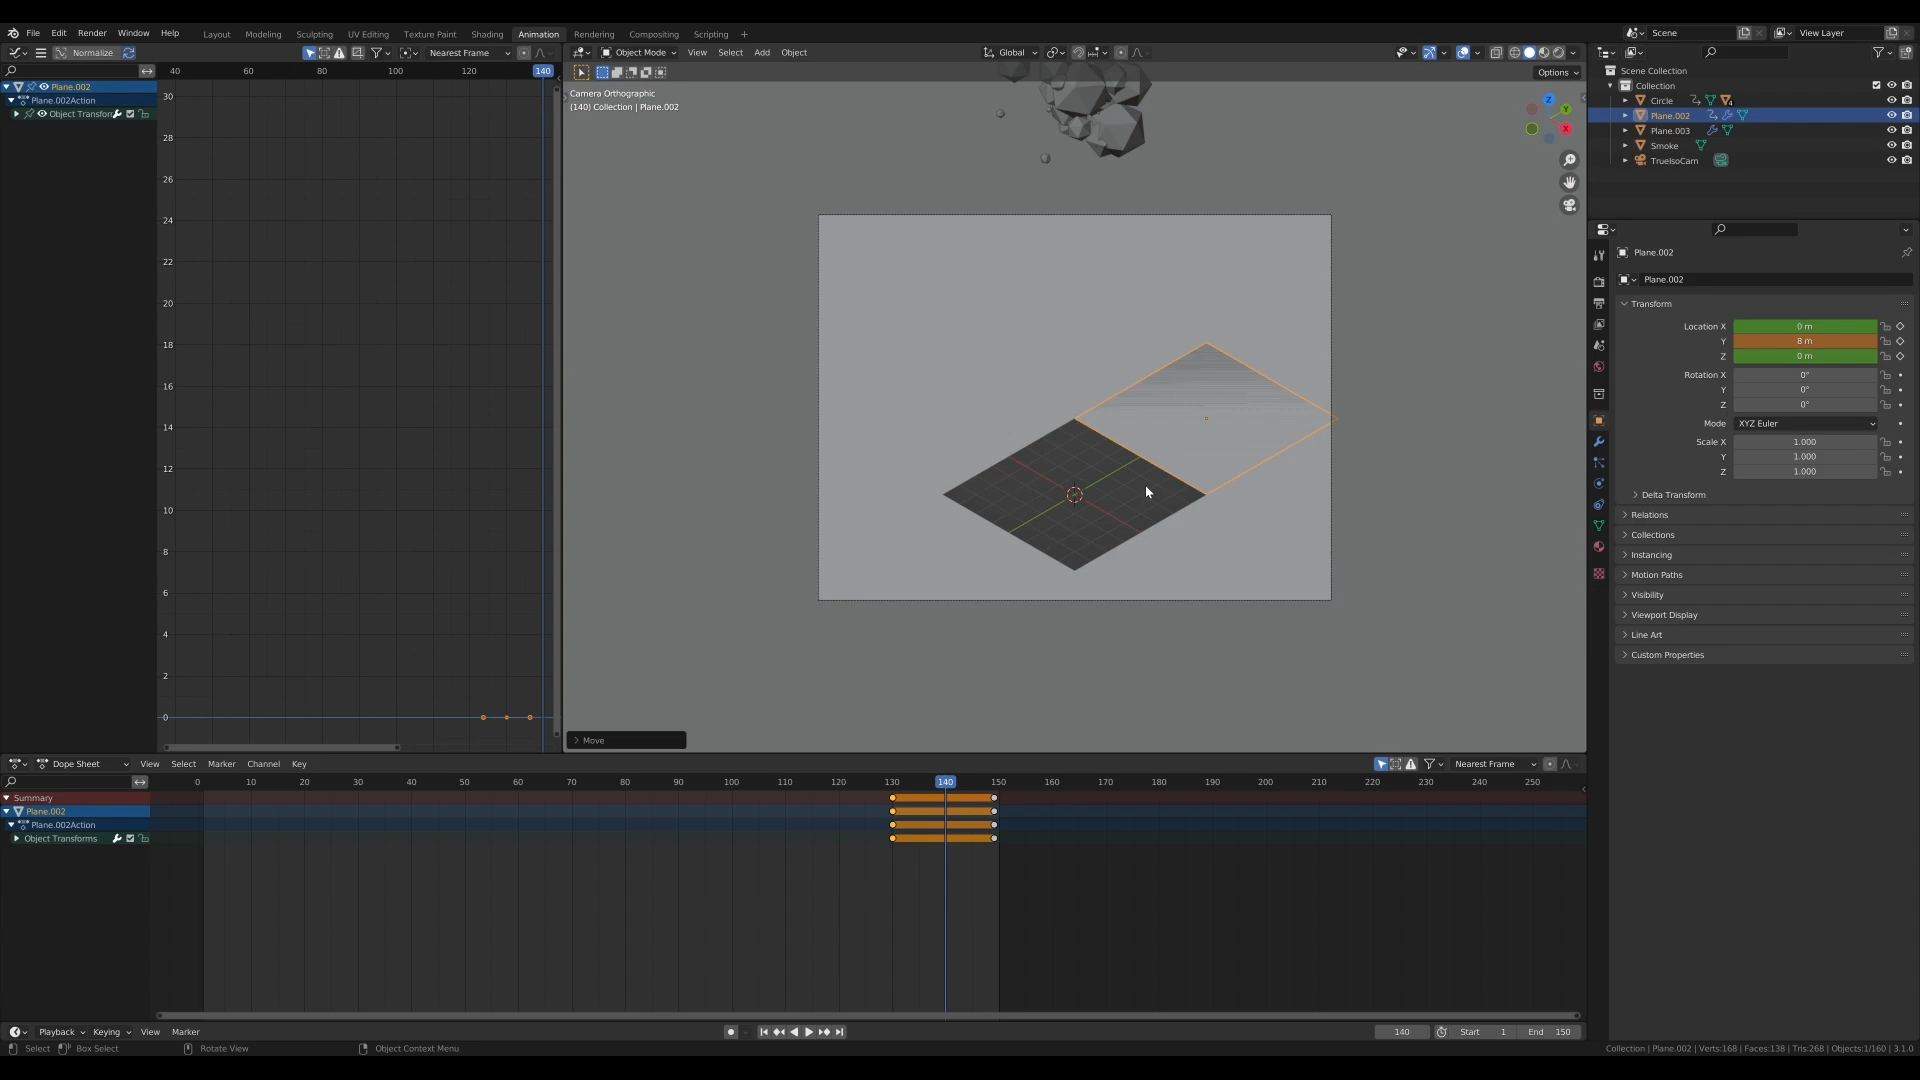 File Edit Render Window Help Layout Modeling Sculpting UV Editing Texture Paint Shading Animation Rendering Compositing Scripting + Scene View Layer
Normalize Nearest Frame Object Mode View Select Add Object Global
Options
40 60 80 100 120 140
Plane.002
Plane.002Action
Object Transfor
30
28
26
24
22
20
18
16
14
12
10
8
6
4
2
0
Camera Orthographic
(140) Collection | Plane.002
Z
Y
X
Move
Scene Collection
Collection
Circle 4
Plane.002
Plane.003
Smoke
TrueIsoCam
Plane.002
Plane.002
Transform
Location X 0 m
Y 8 m
Z 0 m
Rotation X 0°
Y 0°
Z 0°
Mode XYZ Euler
Scale X 1.000
Y 1.000
Z 1.000
Delta Transform
Relations
Collections
Instancing
Motion Paths
Visibility
Viewport Display
Line Art
Custom Properties
Dope Sheet View Select Marker Channel Key Nearest Frame
0 10 20 30 40 50 60 70 80 90 100 110 120 130 140 150 160 170 180 190 200 210 220 230 240 250
Summary
Plane.002
Plane.002Action
Object Transforms
Playback Keying View Marker 140 Start 1 End 150
Select Box Select Rotate View Object Context Menu Collection | Plane.002 | Verts:168 | Faces:138 | Tris:268 | Objects:1/160 | 3.1.0